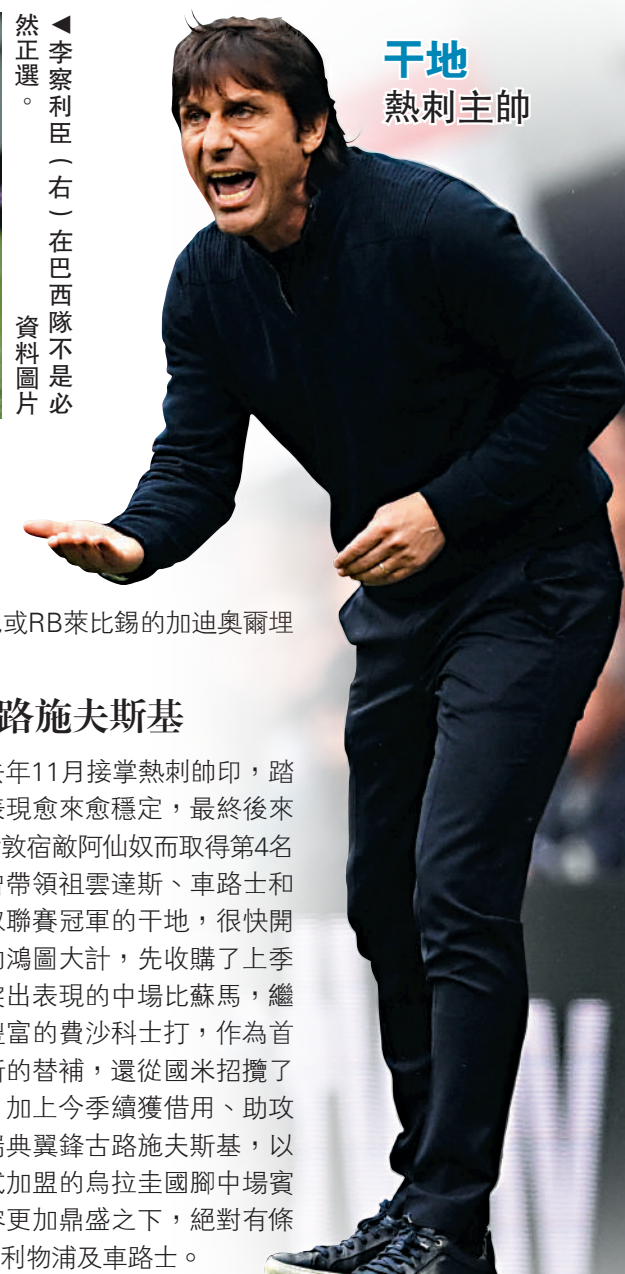 ◀李察利臣（右）在巴西隊不是必
然正選。
資料圖片
干地
熱刺主帥
或RB萊比錫的加迪奧爾埋
路施夫斯基
年11月接掌熱刺帥印，踏
表現愈來愈穩定，最終後來
敦宿敵阿仙奴而取得第4名
曾帶領祖雲達斯、車路士和
聯賽冠軍的干地，很快開
鴻圖大計，先收購了上季
突出表現的中場比蘇馬，繼
豐富的費沙科士打，作為首
斯的替補，還從國米招攬了
加上今季續獲借用、助攻
瑞典翼鋒古路施夫斯基，以
式加盟的烏拉圭國腳中場賓
容更加鼎盛之下，絕對有條
利物浦及車路士。